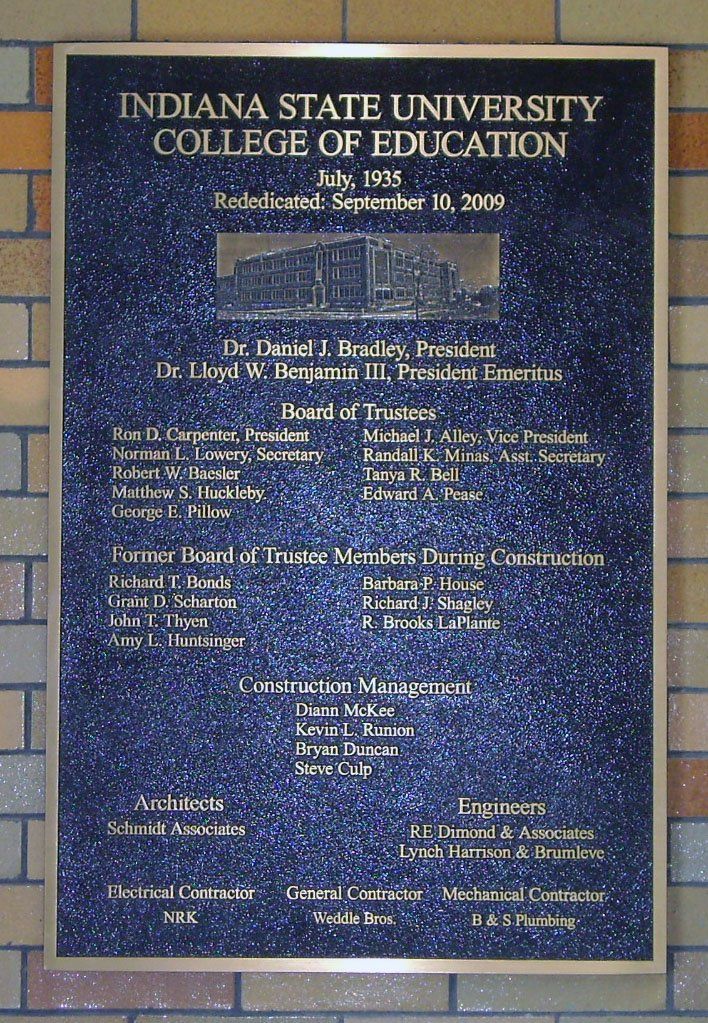 INDIANA STATE UNIVERSITY
COLLEGE OF EDUCATION
July, 1935
Rededicated: September 10, 2009
Dr. Daniel J. Bradley, President
Dr. Lloyd W. Benjamin III, President Emeritus
Board of Trustees
Ron D. Carpenter, President
Norman L. Lowery, Secretary
Robert W. Baesler
Matthew S. Huckleby
George E. Pillow
Michael J. Alley, Vice President
Randall K. Minas, Asst. Secretary
Tanya R. Bell
Edward A. Pease
Former Board of Trustee Members During Construction
Richard T. Bonds
Grant D. Scharton
John T. Thyen
Amy L. Huntsinger
Barbara P. House
Richard J. Shagley
R. Brooks LaPlante
Construction Management
Diann McKee
Kevin L. Runion
Bryan Duncan
Steve Culp
Architects
Schmidt Associates
Engineers
RE Dimond & Associates
Lynch Harrison & Brumleve
Electrical Contractor
NRK
General Contractor
Weddle Bros.
Mechanical Contractor
B & S Plumbing